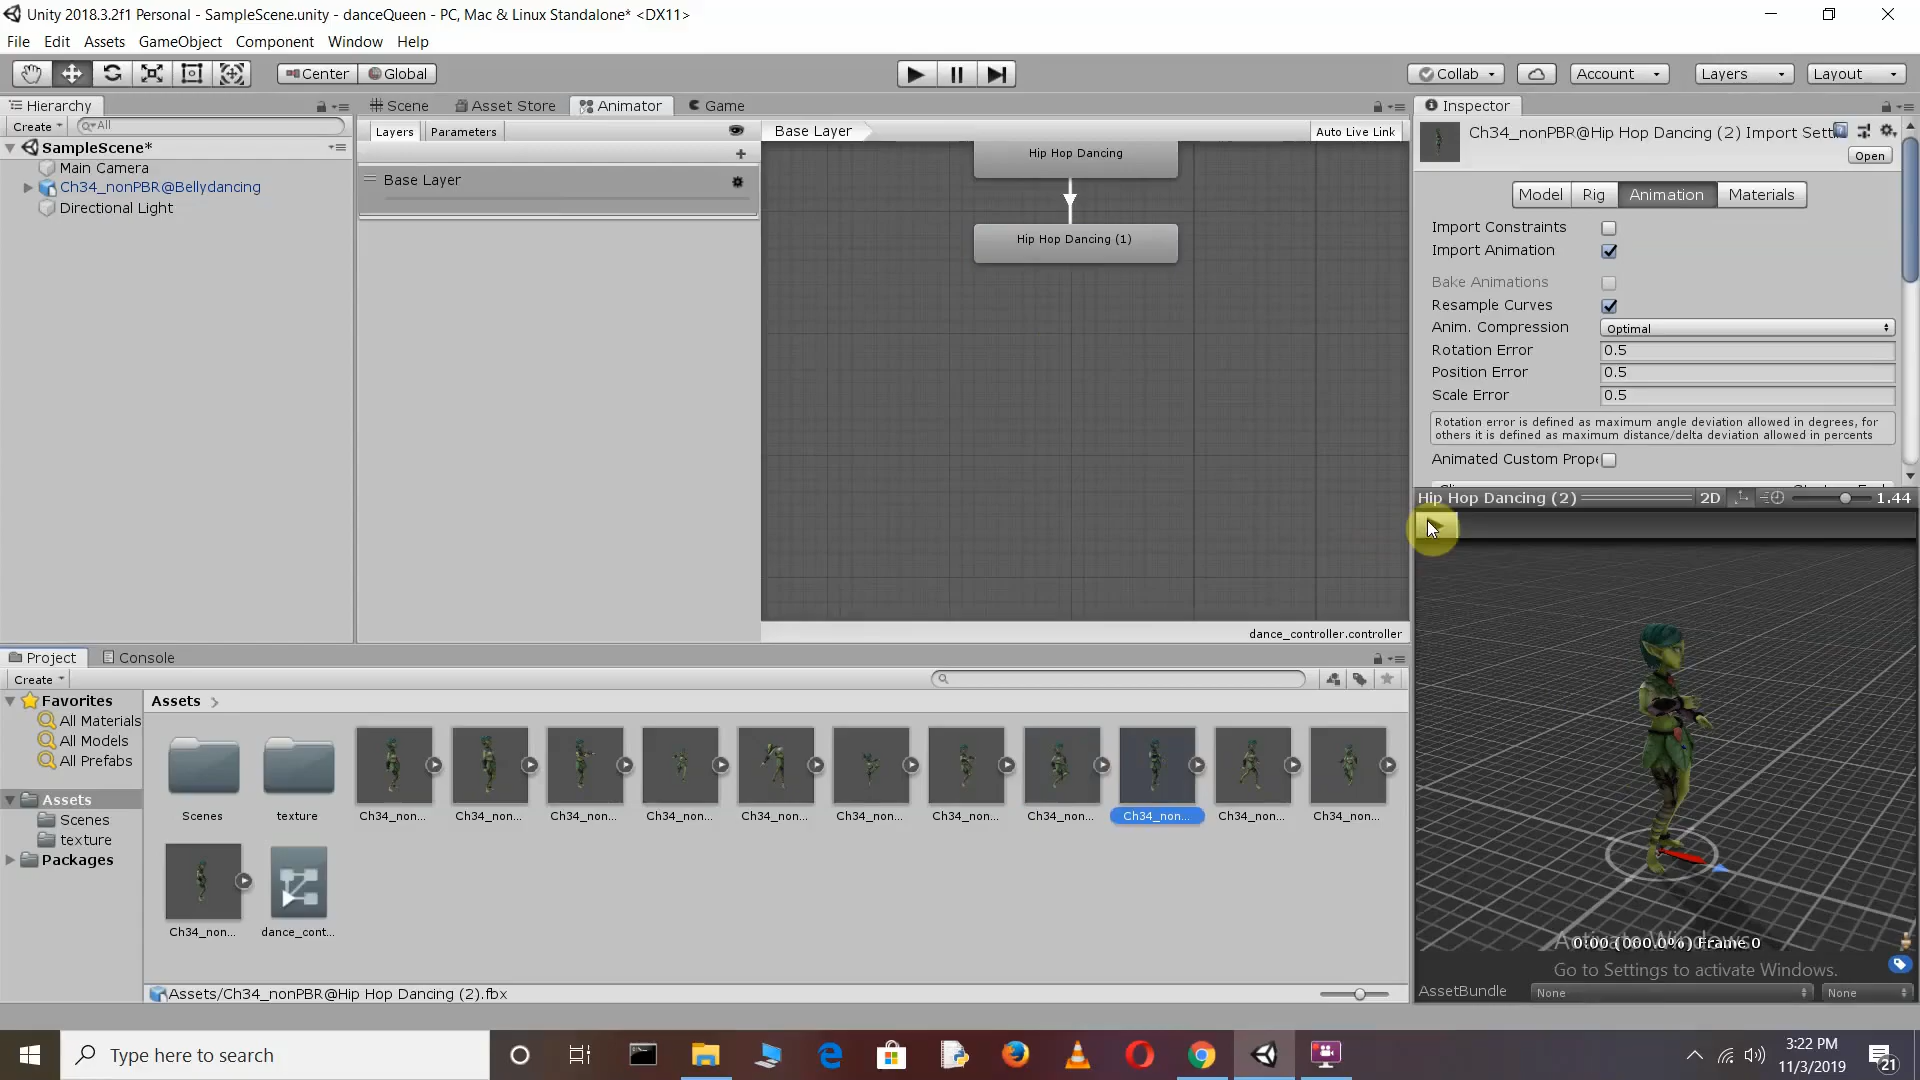 Unity 2018.3.2f1 Personal - SampleScene.unity - danceQueen - PC, Mac & Linux Standalone* <DX11>
File Edit Assets GameObject Component Window Help
Center Global Collab Account Layers Layout
Hierarchy
Create All
SampleScene*
Main Camera
Ch34_nonPBR@Bellydancing
Directional Light
Scene Asset Store Animator Game
Layers Parameters
Base Layer
Base Layer Auto Live Link
Hip Hop Dancing
Hip Hop Dancing (1)
dance_controller.controller
Inspector
Ch34_nonPBR@Hip Hop Dancing (2) Import Sett
Open
Model Rig Animation Materials
Import Constraints
Import Animation
Bake Animations
Resample Curves
Anim. Compression Optimal
Rotation Error 0.5
Position Error 0.5
Scale Error 0.5
Rotation error is defined as maximum angle deviation allowed in degrees, for
others it is defined as maximum distance/delta deviation allowed in percents
Animated Custom Prope
Hip Hop Dancing (2) 2D 1.44
0:00 (000.0%) Frame 0
Activate Windows
Go to Settings to activate Windows.
AssetBundle None None
Project Console
Create
Favorites
All Materials
All Models
All Prefabs
Assets
Scenes
texture
Packages
Assets
Scenes texture Ch34_non... Ch34_non... Ch34_non... Ch34_non... Ch34_non... Ch34_non... Ch34_non... Ch34_non... Ch34_non... Ch34_non... Ch34_non...
Ch34_non... dance_cont...
Assets/Ch34_nonPBR@Hip Hop Dancing (2).fbx
Type here to search
3:22 PM
11/3/2019
21